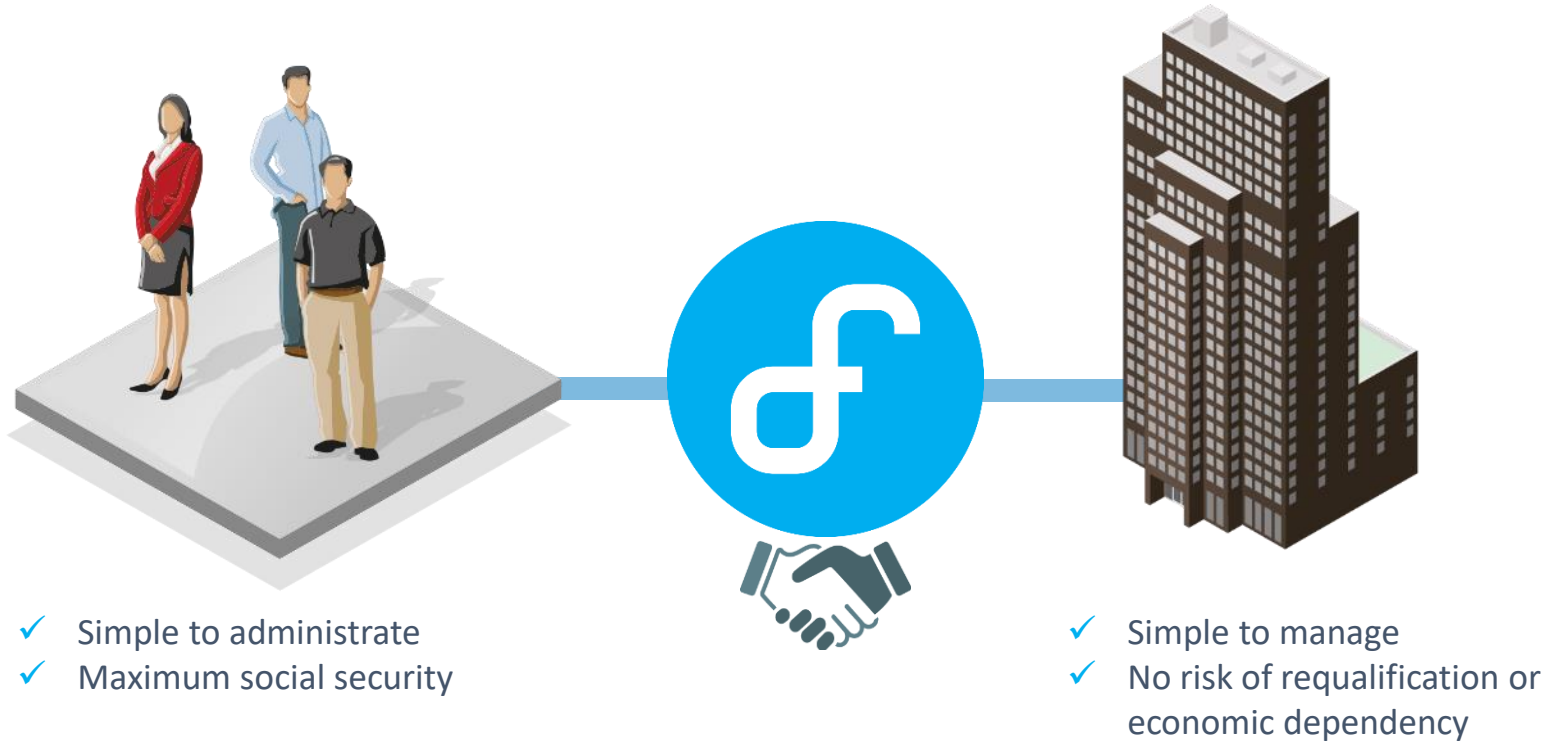 Simple to administrate
Maximum social security
Simple to manage
No risk of requalification or
economic dependency